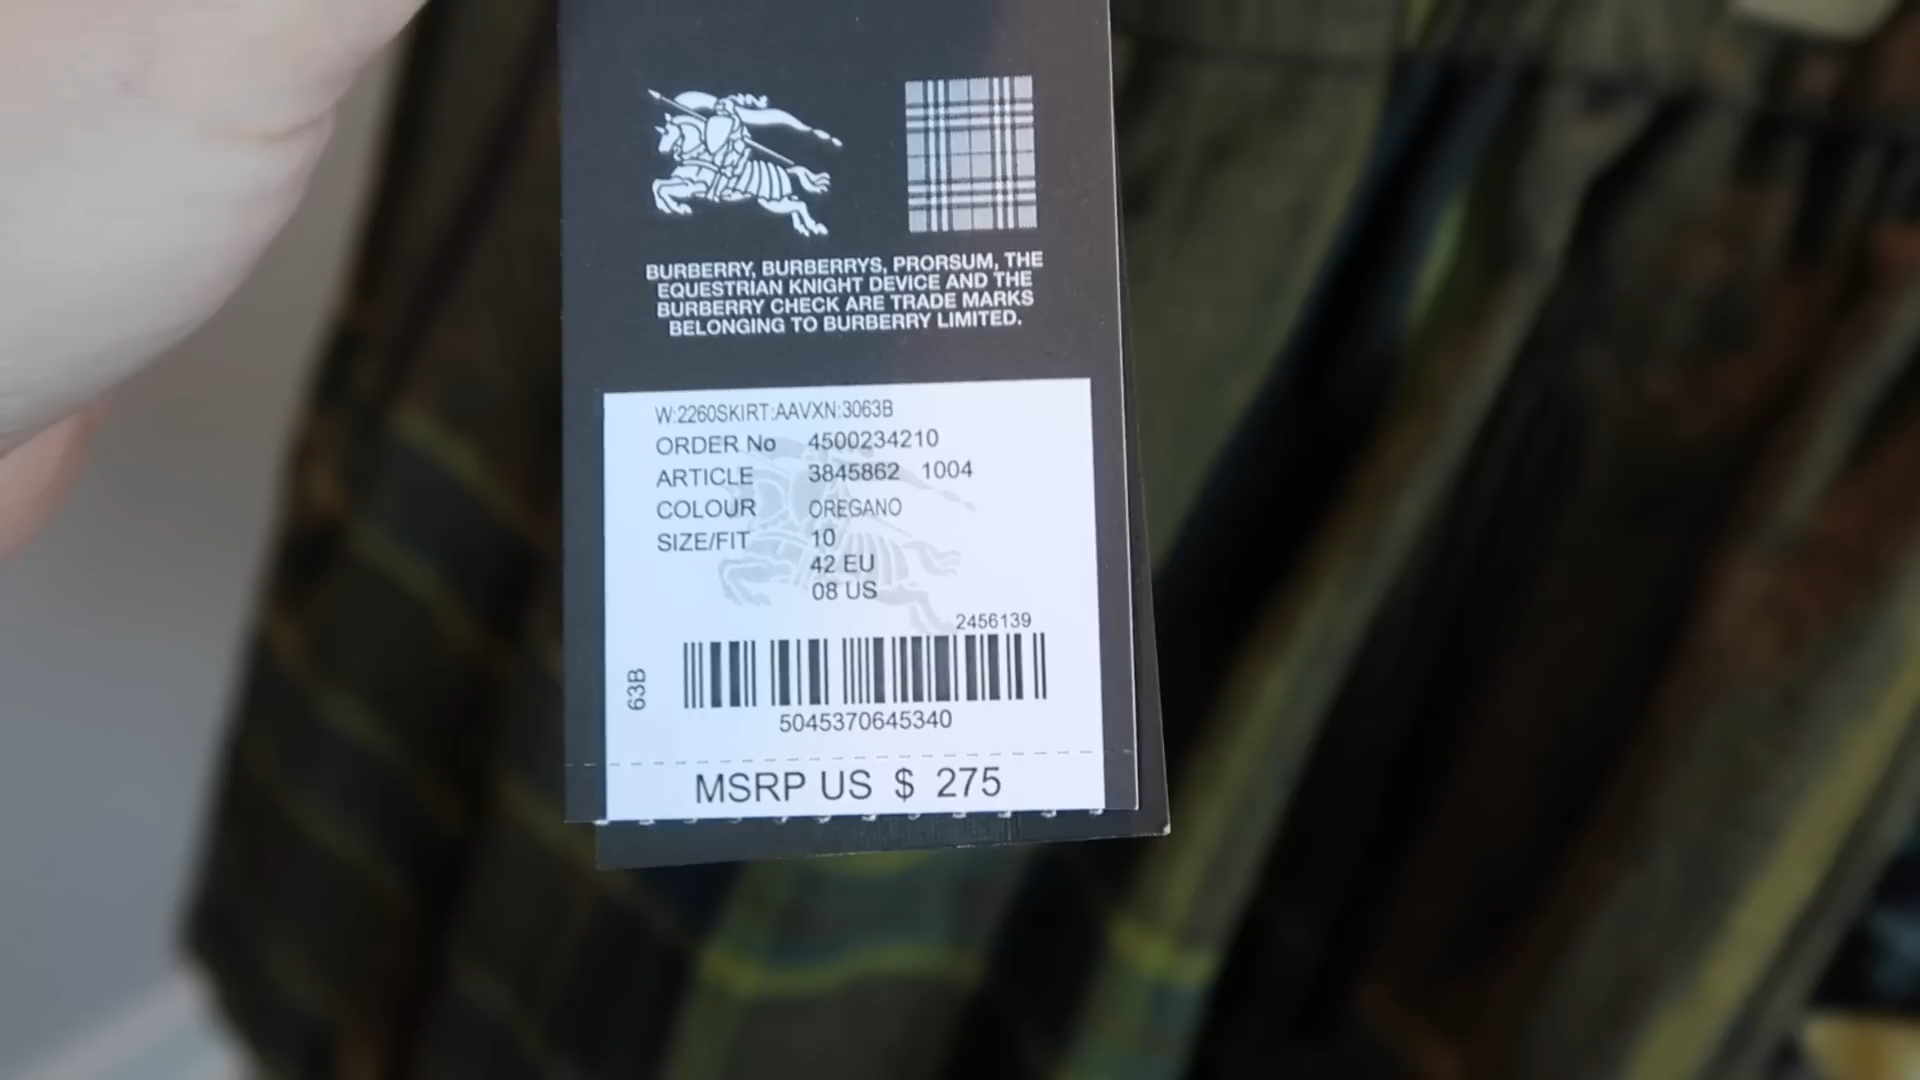 BURBERRY, BURBERRYS, PRORSUM, THE
EQUESTRIAN KNIGHT DEVICE AND THE
BURBERRY CHECK ARE TRADE MARKS
BELONGING TO BURBERRY LIMITED.
W:2260SKIRT:AAVXN:3063B
ORDER No 4500234210
ARTICLE 3845862 1004
COLOUR OREGANO
SIZE/FIT 10
42 EU
08 US
2456139
63B
5045370645340
MSRP US $ 275